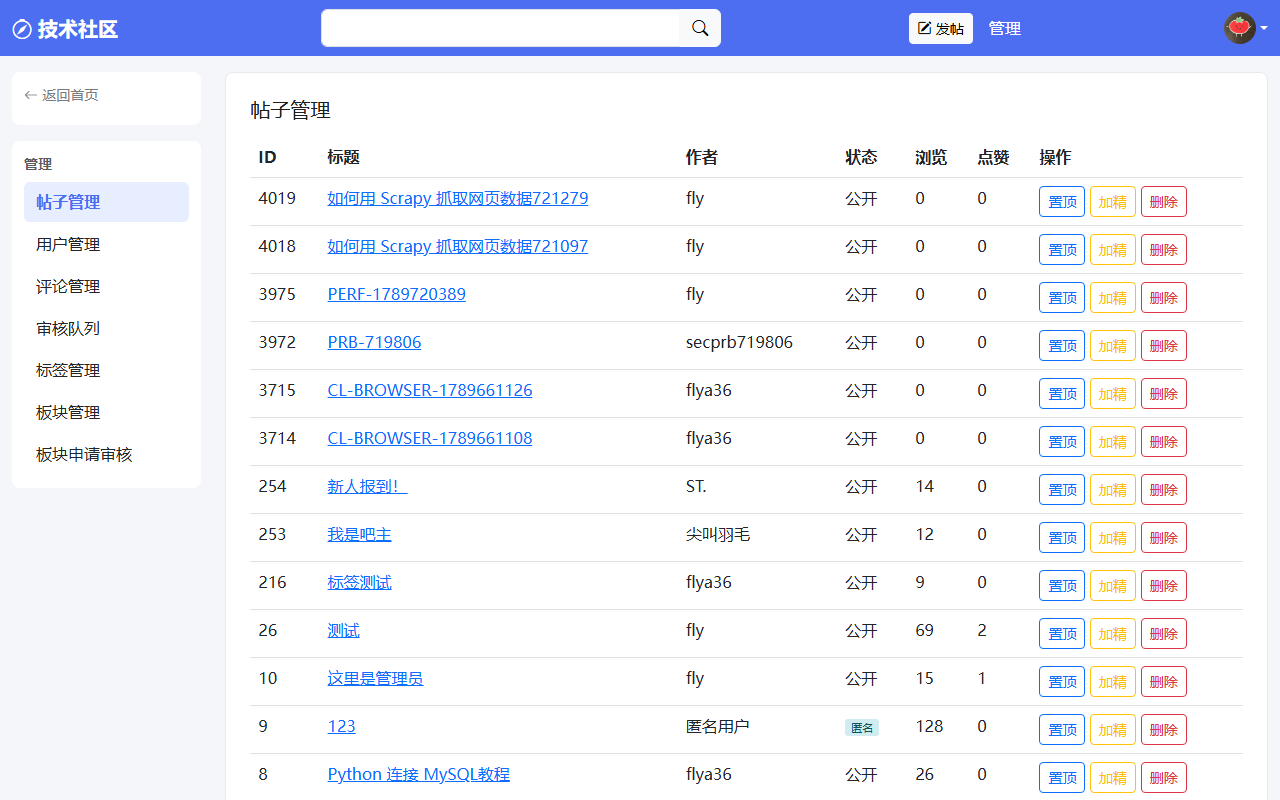 技术社区
发帖
管理
← 返回首页
管理
帖子管理
用户管理
评论管理
审核队列
标签管理
板块管理
板块申请审核
帖子管理
ID 标题 作者 状态 浏览 点赞 操作
4019 如何用 Scrapy 抓取网页数据721279 fly 公开 0 0 置顶 加精 删除
4018 如何用 Scrapy 抓取网页数据721097 fly 公开 0 0 置顶 加精 删除
3975 PERF-1789720389 fly 公开 0 0 置顶 加精 删除
3972 PRB-719806 secprb719806 公开 0 0 置顶 加精 删除
3715 CL-BROWSER-1789661126 flya36 公开 0 0 置顶 加精 删除
3714 CL-BROWSER-1789661108 flya36 公开 0 0 置顶 加精 删除
254 新人报到！ ST. 公开 14 0 置顶 加精 删除
253 我是吧主 尖叫羽毛 公开 12 0 置顶 加精 删除
216 标签测试 flya36 公开 9 0 置顶 加精 删除
26 测试 fly 公开 69 2 置顶 加精 删除
10 这里是管理员 fly 公开 15 1 置顶 加精 删除
9 123 匿名用户 匿名 128 0 置顶 加精 删除
8 Python 连接 MySQL教程 flya36 公开 26 0 置顶 加精 删除